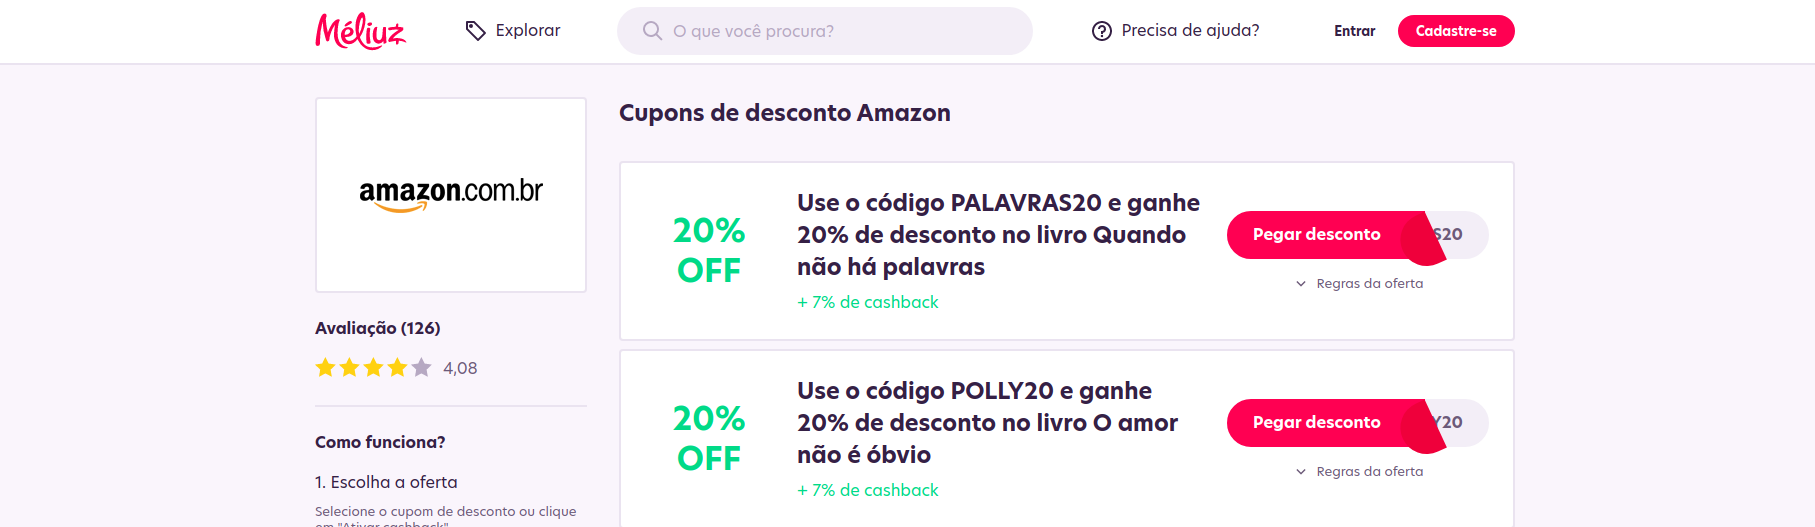 Méliuz
Explorar
O que você procura?
Precisa de ajuda?
Entrar
Cadastre-se
amazon.com.br
Avaliação (126)
4,08
Como funciona?
1. Escolha a oferta
Selecione o cupom de desconto ou clique
em "Ativar cashback"
Cupons de desconto Amazon
20%
OFF
Use o código PALAVRAS20 e ganhe
20% de desconto no livro Quando
não há palavras
+ 7% de cashback
Pegar desconto
S20
Regras da oferta
20%
OFF
Use o código POLLY20 e ganhe
20% de desconto no livro O amor
não é óbvio
+ 7% de cashback
Pegar desconto
Y20
Regras da oferta